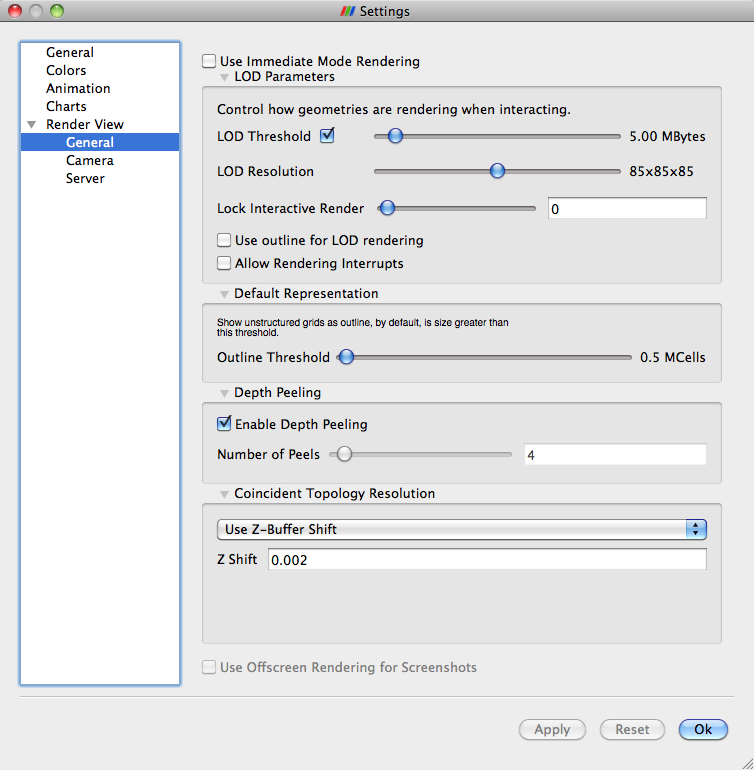 Settings
General
Colors
Animation
Charts
Render View
General
Camera
Server
Use Immediate Mode Rendering
LOD Parameters
Control how geometries are rendering when interacting.
LOD Threshold 5.00 MBytes
LOD Resolution 85x85x85
Lock Interactive Render 0
Use outline for LOD rendering
Allow Rendering Interrupts
Default Representation
Show unstructured grids as outline, by default, is size greater than
this threshold.
Outline Threshold 0.5 MCells
Depth Peeling
Enable Depth Peeling
Number of Peels 4
Coincident Topology Resolution
Use Z-Buffer Shift
Z Shift 0.002
Use Offscreen Rendering for Screenshots
Apply Reset Ok